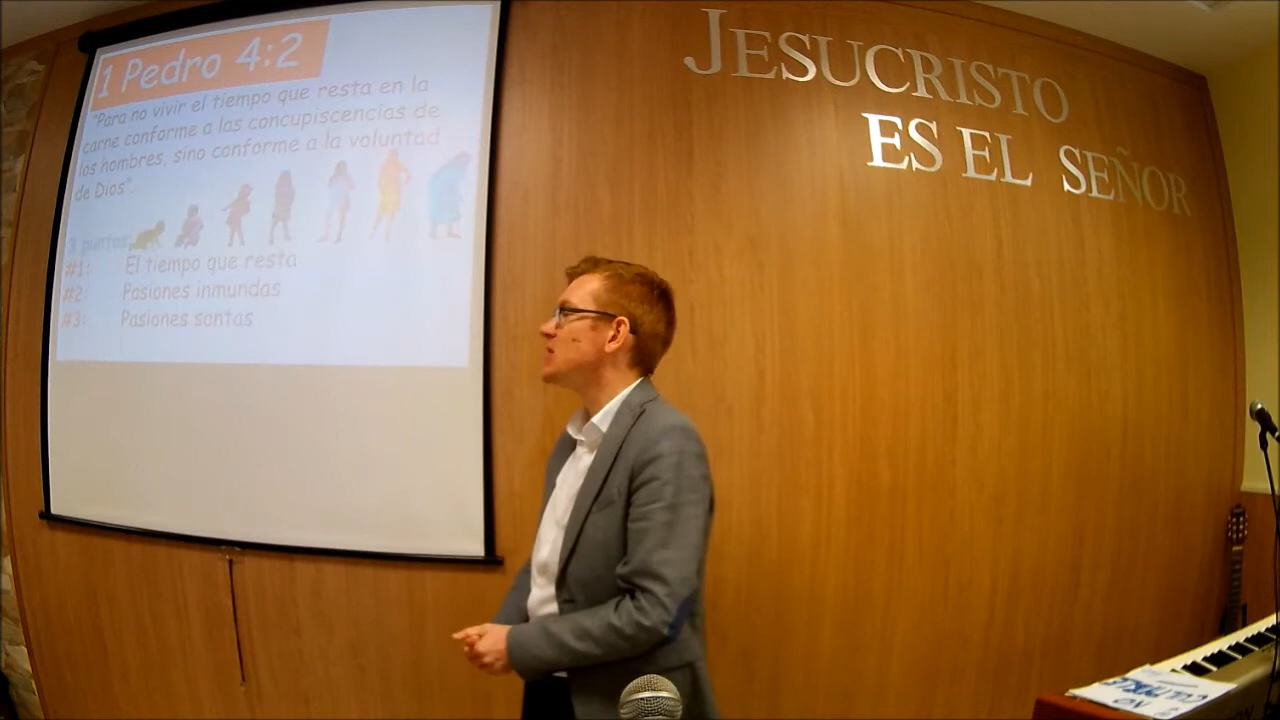 1 Pedro 4:2
"Para no vivir el tiempo que resta en la
carne conforme a las concupiscencias de
los hombres, sino conforme a la voluntad
de Dios".
3 puntos:
#1: El tiempo que resta
#2: Pasiones inmundas
#3: Pasiones santas
JESUCRISTO
ES EL SEÑOR
NO